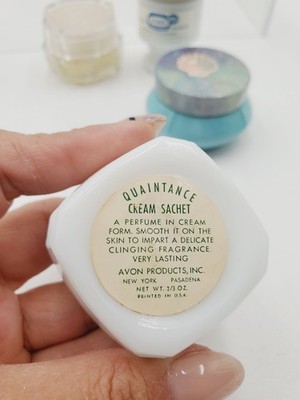 QUAINTANCE
CREAM SACHET
A PERFUME IN CREAM
FORM. SMOOTH IT ON THE
SKIN TO IMPART A DELICATE
CLINGING FRAGRANCE.
VERY LASTING
AVON PRODUCTS, INC.
NEW YORK PASADENA
NET WT. 2/3 OZ.
PRINTED IN U.S.A.